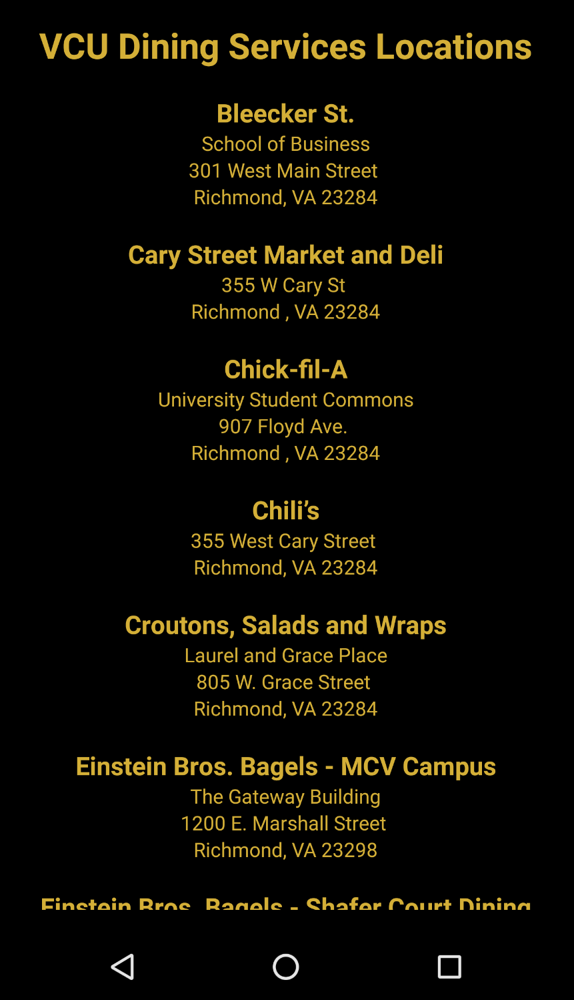 VCU Dining Services Locations
Bleecker St.
School of Business
301 West Main Street
Richmond, VA 23284
Cary Street Market and Deli
355 W Cary St
Richmond , VA 23284
Chick-fil-A
University Student Commons
907 Floyd Ave.
Richmond , VA 23284
Chili’s
355 West Cary Street
Richmond, VA 23284
Croutons, Salads and Wraps
Laurel and Grace Place
805 W. Grace Street
Richmond, VA 23284
Einstein Bros. Bagels - MCV Campus
The Gateway Building
1200 E. Marshall Street
Richmond, VA 23298
Einstein Bros. Bagels - Shafer Court Dining